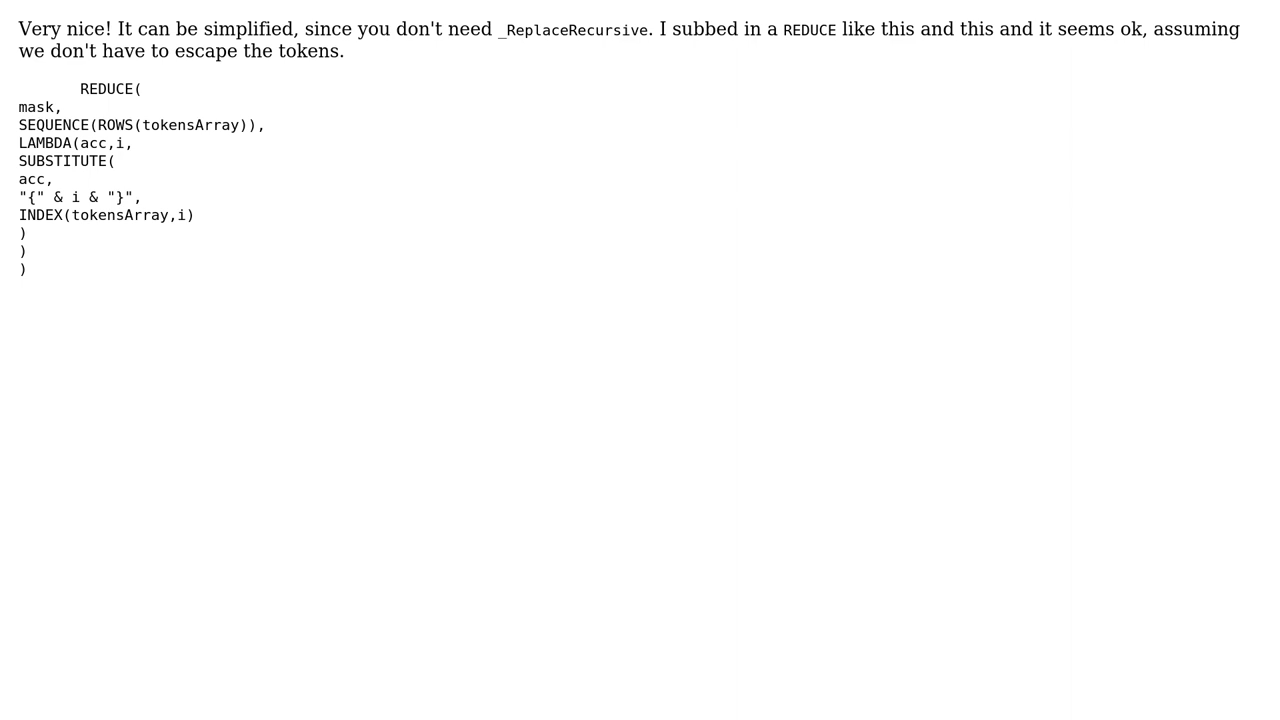 Very nice! It can be simplified, since you don't need _ReplaceRecursive. I subbed in a REDUCE like this and this and it seems ok, assuming
we don't have to escape the tokens.
REDUCE(
mask,
SEQUENCE(ROWS(tokensArray)),
LAMBDA(acc,i,
SUBSTITUTE(
acc,
"{" & i & "}",
INDEX(tokensArray,i)
)
)
)